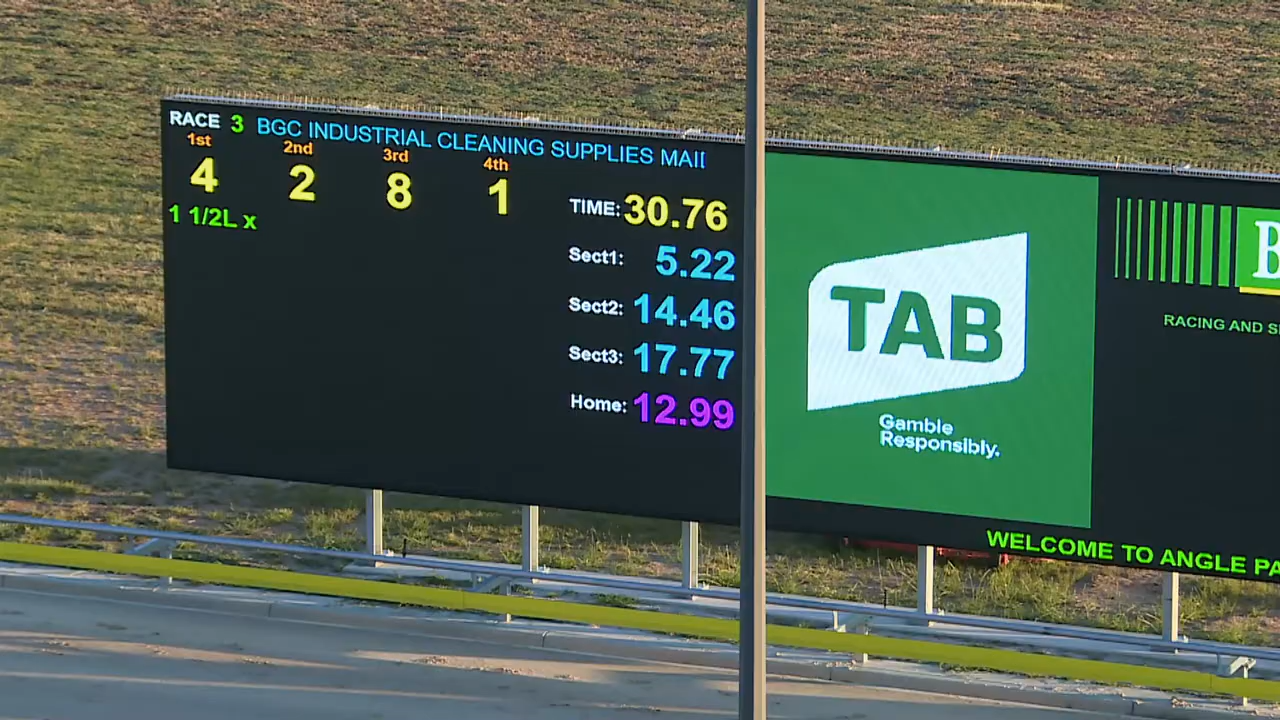 RACE 3 BGC INDUSTRIAL CLEANING SUPPLIES MAI
1st 2nd 3rd 4th
4 2 8 1
1 1/2L x
TIME: 30.76
Sect1: 5.22
Sect2: 14.46
Sect3: 17.77
Home: 12.99
TAB
Gamble
Responsibly.
B
RACING AND S
WELCOME TO ANGLE PA